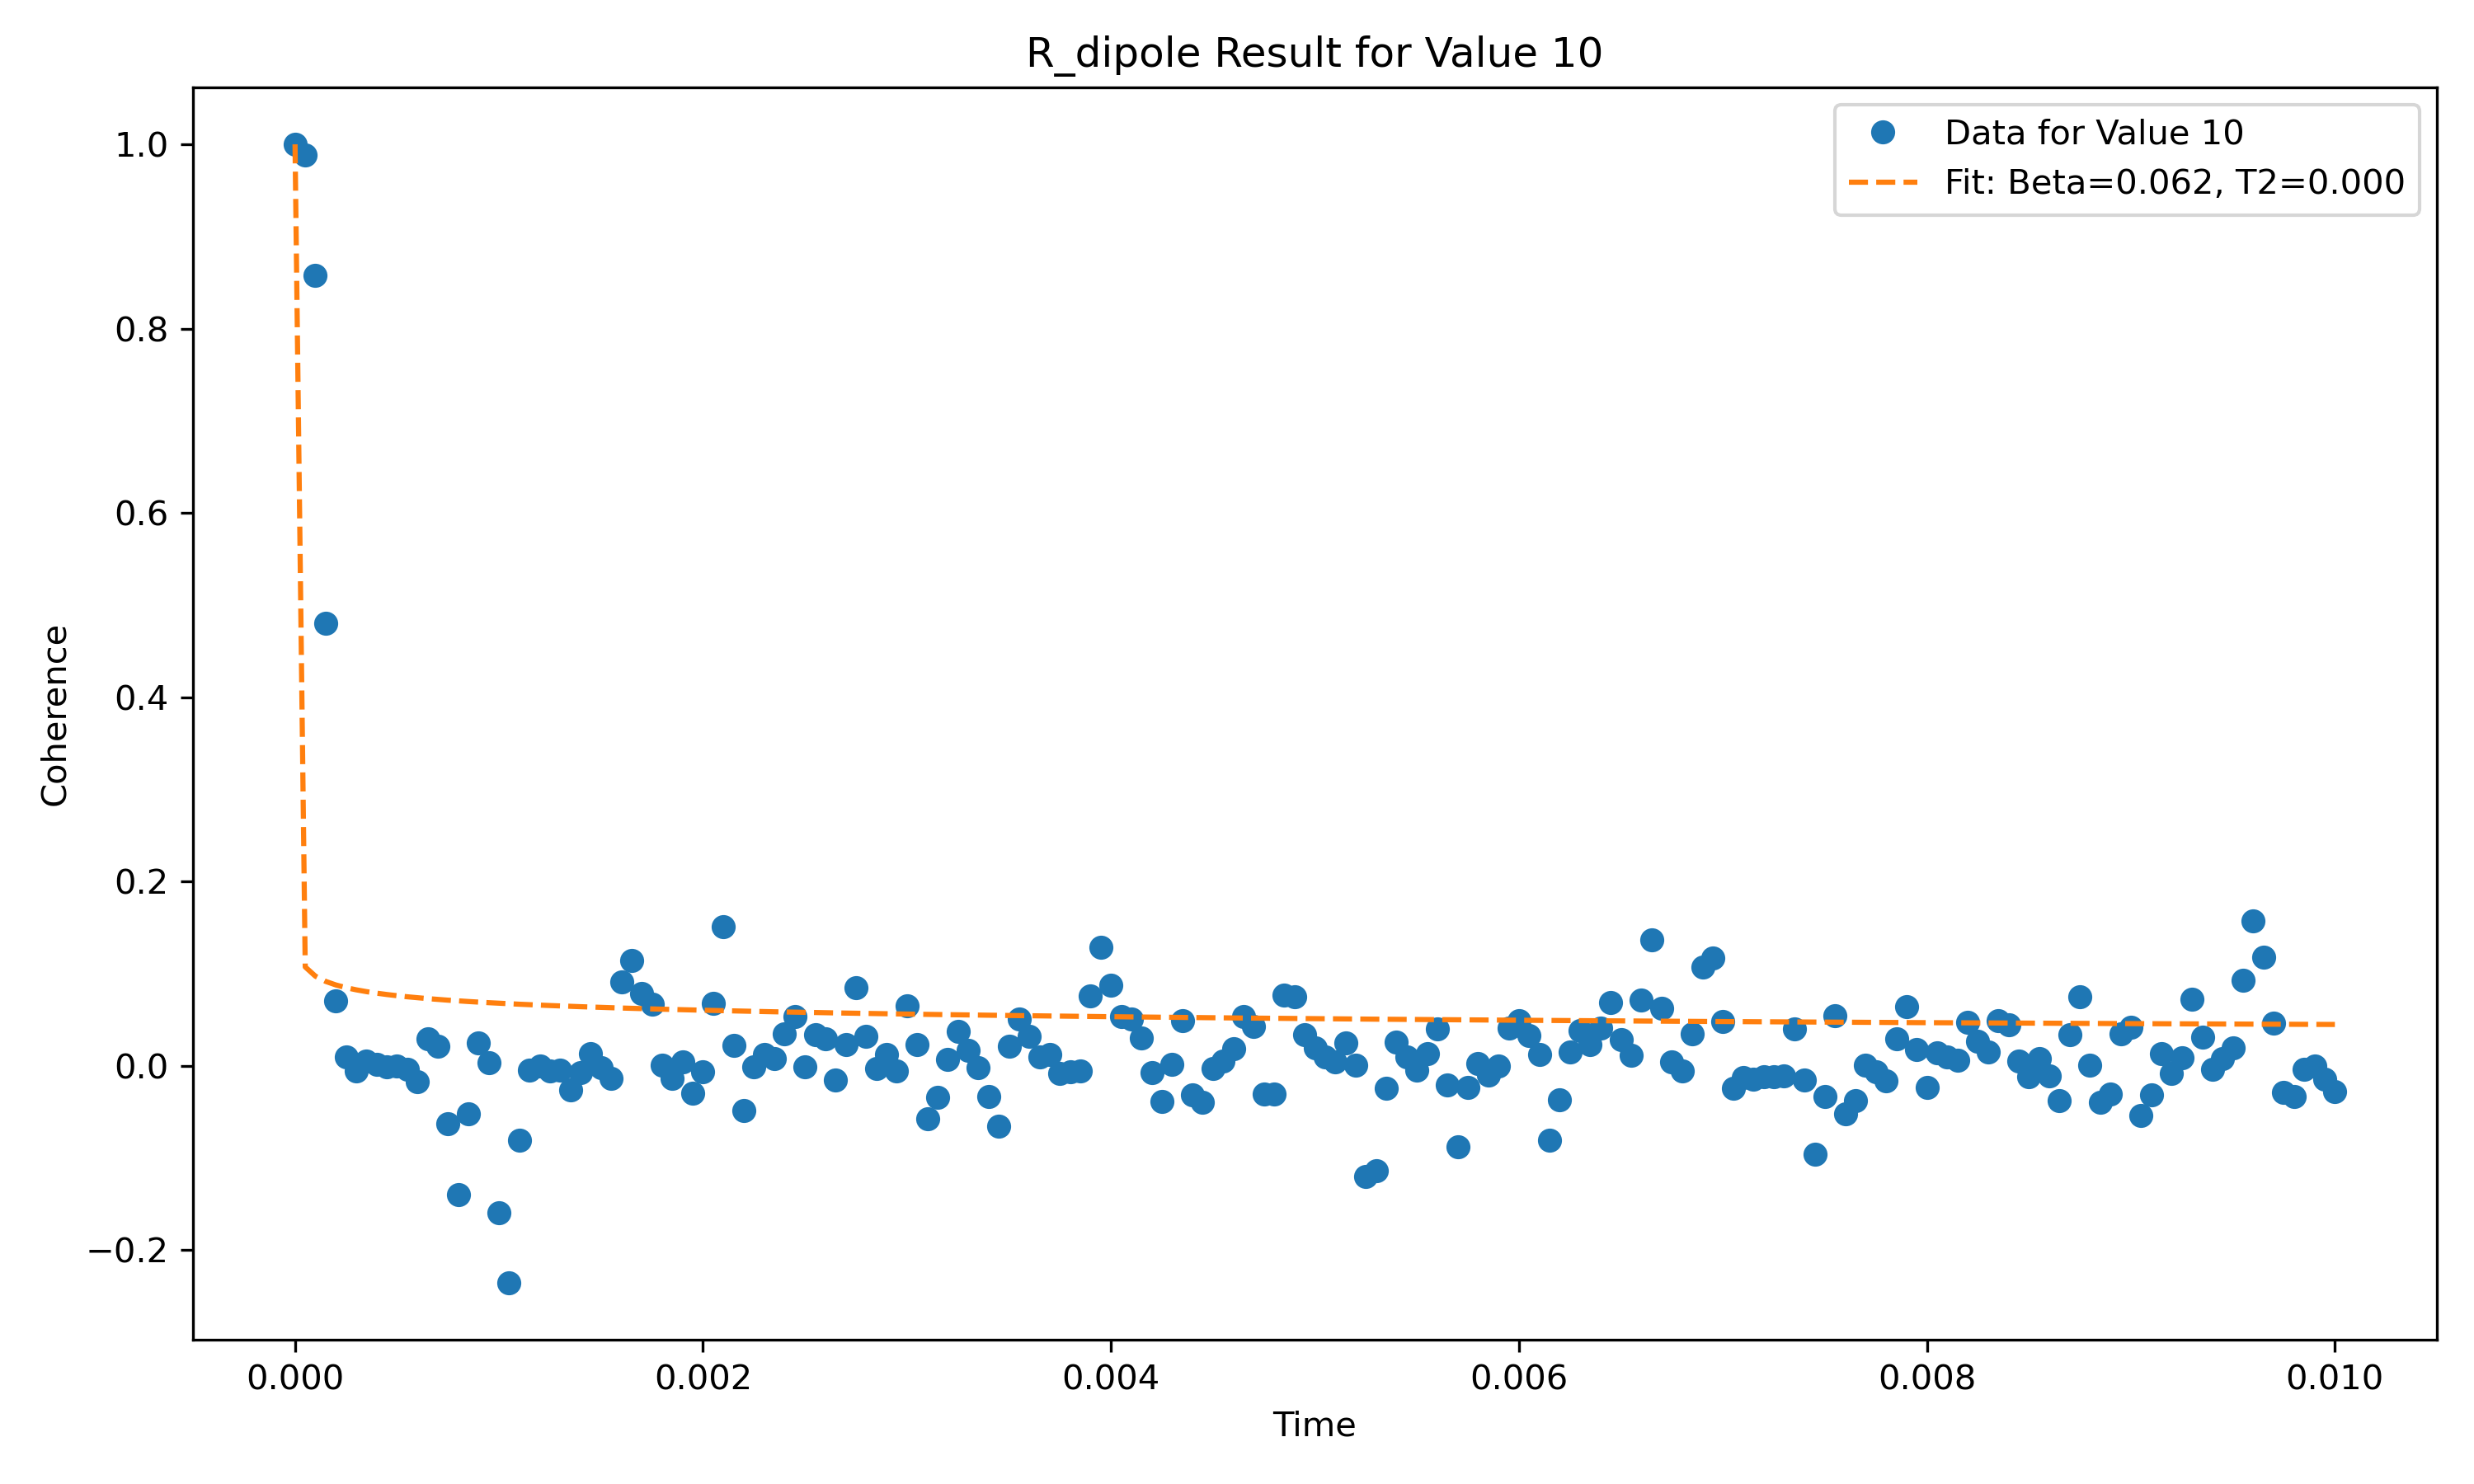 R_dipole Result for Value 10
Data for Value 10
Fit: Beta=0.062, T2=0.000
Coherence
1.0
0.8
0.6
0.4
0.2
0.0
−0.2
0.000 0.002 0.004 0.006 0.008 0.010
Time